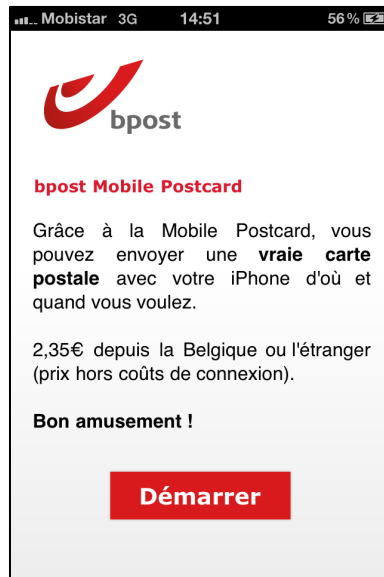 Mobistar 3G 14:51 56 %
bpost
bpost Mobile Postcard
Grâce à la Mobile Postcard, vous
pouvez envoyer une vraie carte
postale avec votre iPhone d'où et
quand vous voulez.
2,35€ depuis la Belgique ou l'étranger
(prix hors coûts de connexion).
Bon amusement !
Démarrer